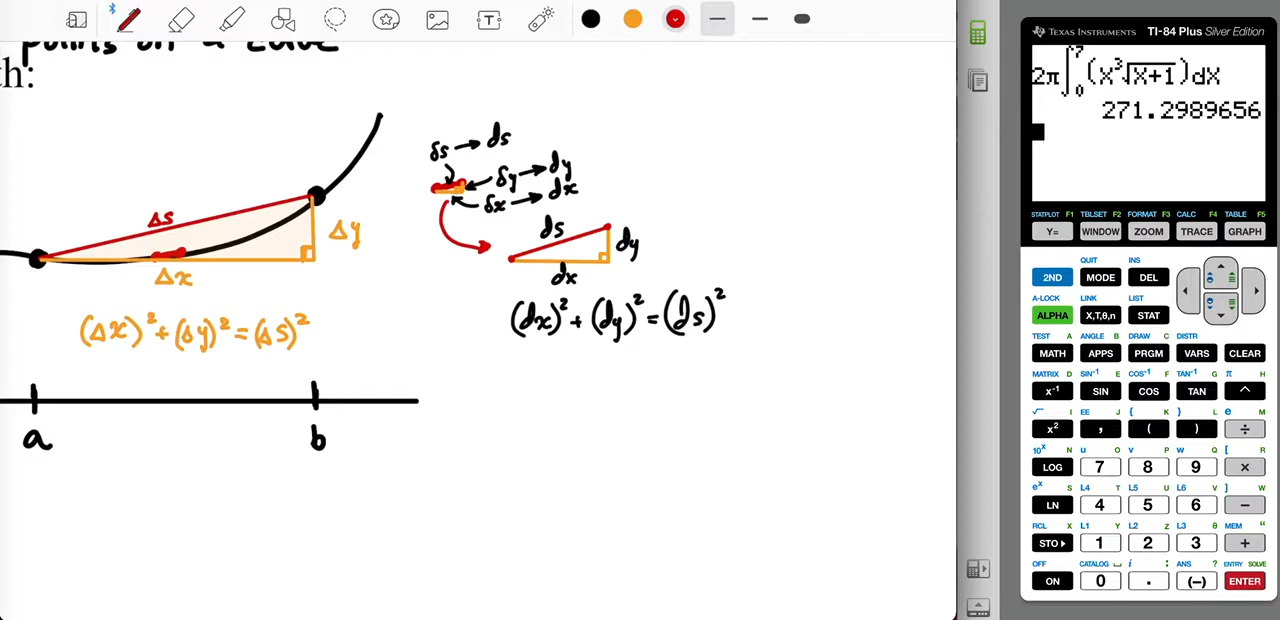 points on a curve
th:
δs → ds
δy → dy
δx → dx
Δs
Δy
Δx
ds
dy
dx
(Δx)² + (Δy)² = (Δs)²
(dx)² + (dy)² = (ds)²
a
b
T
TEXAS INSTRUMENTS TI-84 Plus Silver Edition
2π∫₀⁷(X³√X+1)dX
271.2989656
STATPLOT F1 TBLSET F2 FORMAT F3 CALC F4 TABLE F5
Y= WINDOW ZOOM TRACE GRAPH
QUIT INS
2ND MODE DEL
A-LOCK LINK LIST
ALPHA X,T,θ,n STAT
TEST A ANGLE B DRAW C DISTR
MATH APPS PRGM VARS CLEAR
MATRIX D SIN⁻¹ E COS⁻¹ F TAN⁻¹ G π H
x⁻¹ SIN COS TAN ^
√ I EE J { K } L e M
x² , ( ) ÷
10ˣ N u O v P w Q [ R
LOG 7 8 9 ×
eˣ S L4 T L5 U L6 V ] W
LN 4 5 6 −
RCL X L1 Y L2 Z L3 θ MEM “
STO▸ 1 2 3 +
OFF CATALOG ⎵ i : ANS ? ENTRY SOLVE
ON 0 . (−) ENTER